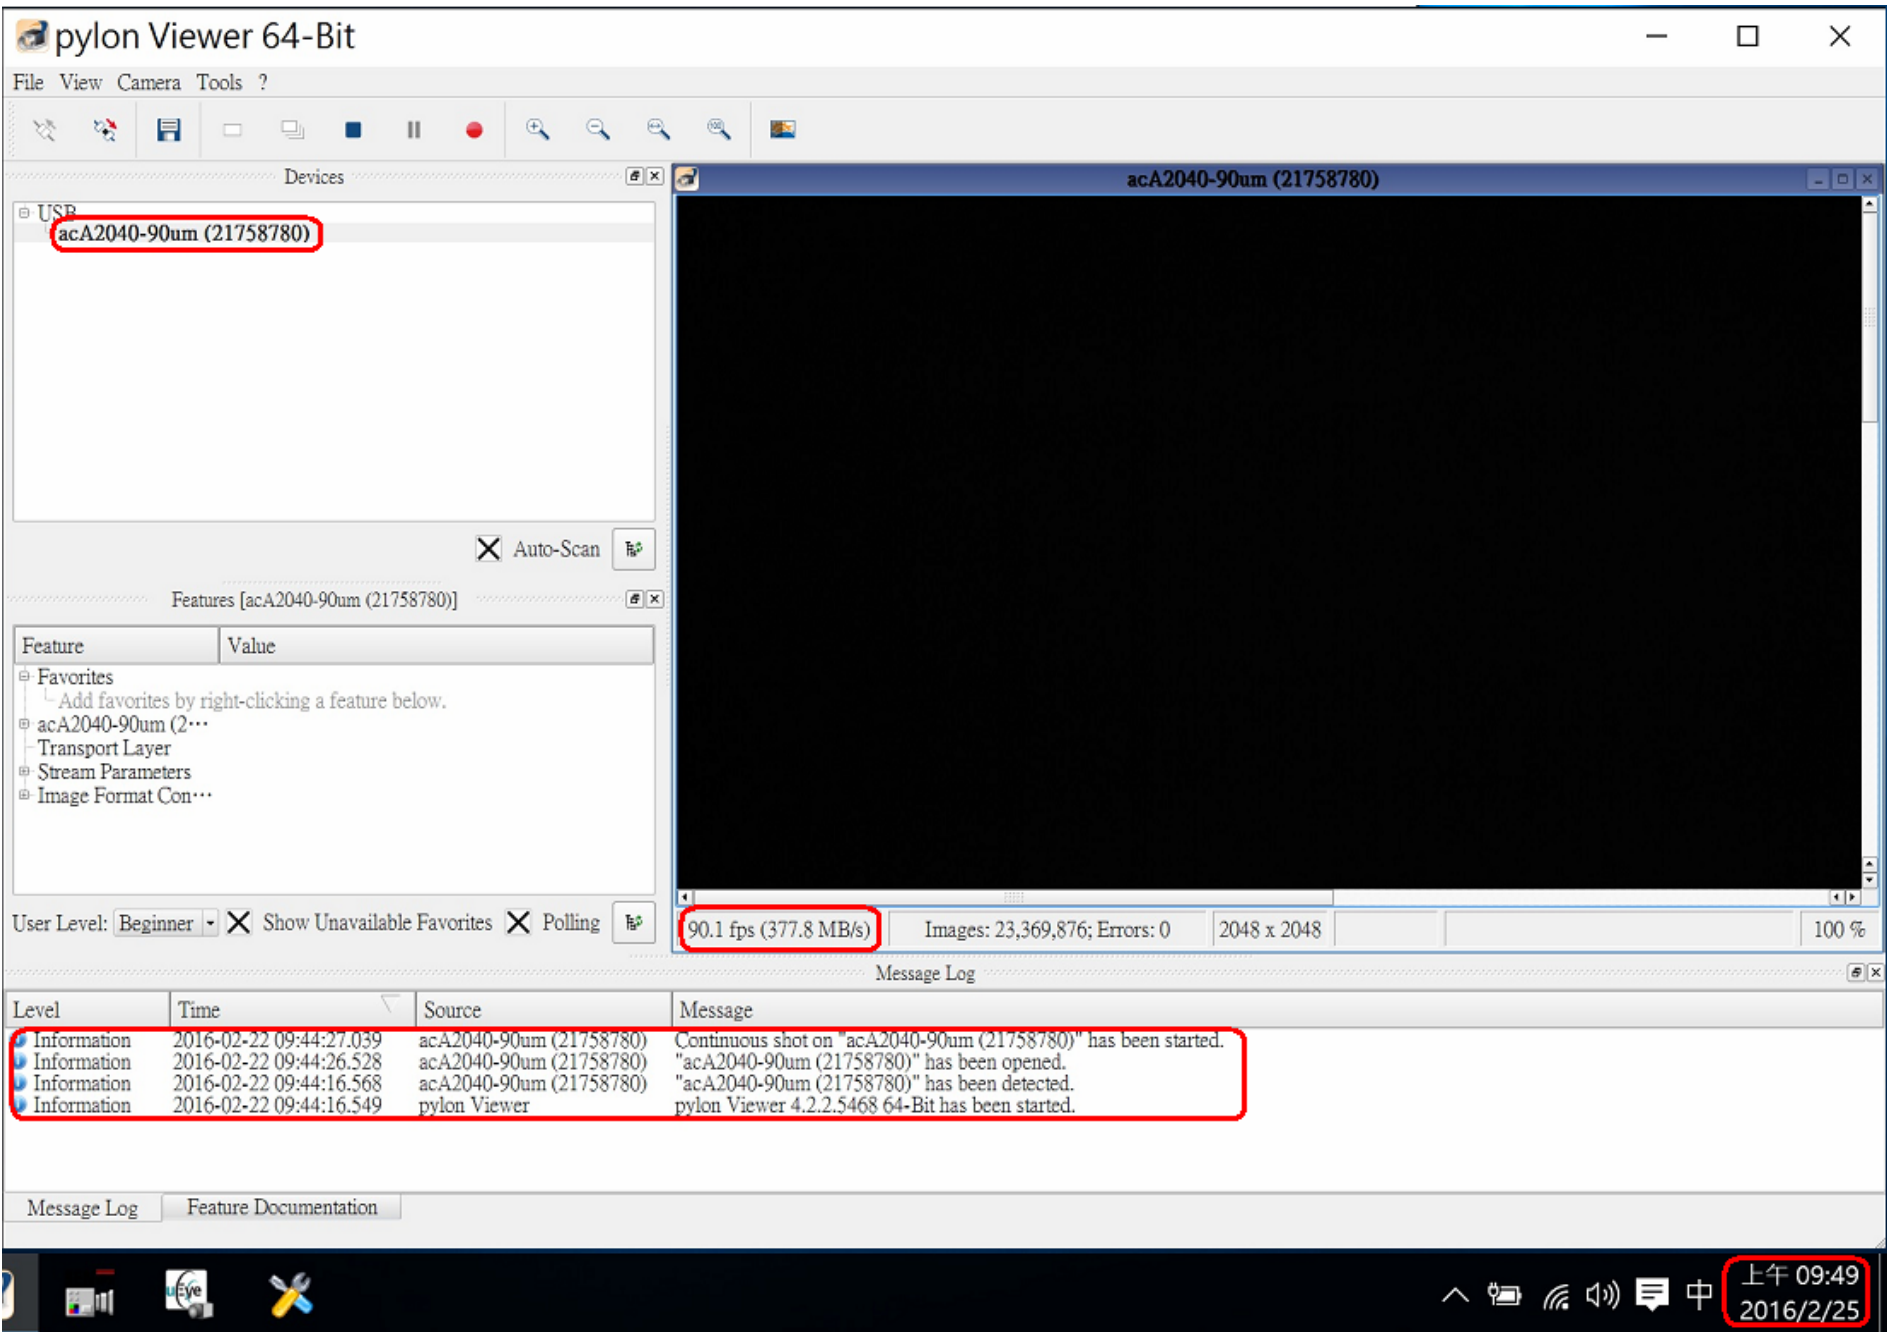 pylon Viewer 64-Bit
File View Camera Tools ?
Devices
USB
acA2040-90um (21758780)
Auto-Scan
Features [acA2040-90um (21758780)]
Feature Value
Favorites
Add favorites by right-clicking a feature below.
acA2040-90um (2···
Transport Layer
Stream Parameters
Image Format Con···
User Level: Beginner Show Unavailable Favorites Polling
acA2040-90um (21758780)
90.1 fps (377.8 MB/s) Images: 23,369,876; Errors: 0 2048 x 2048 100 %
Message Log
Level Time Source Message
Information 2016-02-22 09:44:27.039 acA2040-90um (21758780) Continuous shot on "acA2040-90um (21758780)" has been started.
Information 2016-02-22 09:44:26.528 acA2040-90um (21758780) "acA2040-90um (21758780)" has been opened.
Information 2016-02-22 09:44:16.568 acA2040-90um (21758780) "acA2040-90um (21758780)" has been detected.
Information 2016-02-22 09:44:16.549 pylon Viewer pylon Viewer 4.2.2.5468 64-Bit has been started.
Message Log Feature Documentation
uEye
中
上午 09:49
2016/2/25